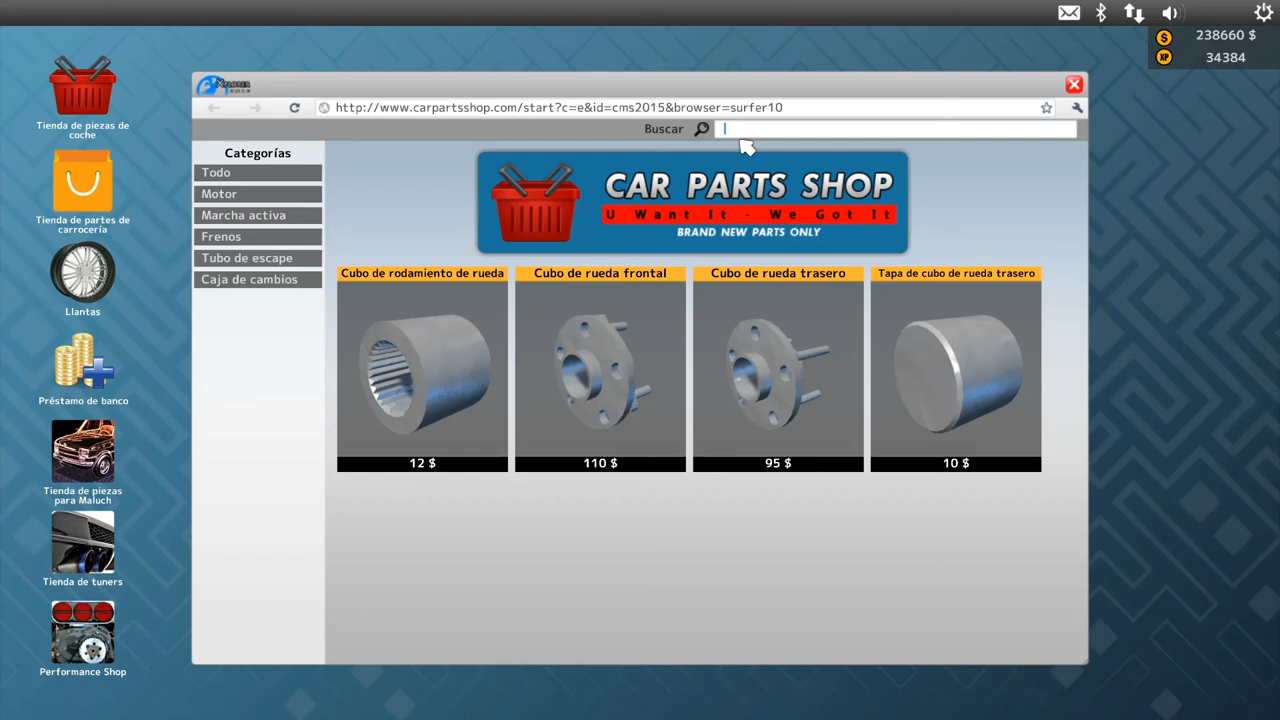 238660 $
34384
Tienda de piezas de
coche
Tienda de partes de
carrocería
Llantas
Préstamo de banco
Tienda de piezas
para Maluch
Tienda de tuners
Performance Shop
http://www.carpartsshop.com/start?c=e&id=cms2015&browser=surfer10
Buscar
Categorías
Todo
Motor
Marcha activa
Frenos
Tubo de escape
Caja de cambios
CAR PARTS SHOP
U Want It - We Got It
BRAND NEW PARTS ONLY
Cubo de rodamiento de rueda
12 $
Cubo de rueda frontal
110 $
Cubo de rueda trasero
95 $
Tapa de cubo de rueda trasero
10 $